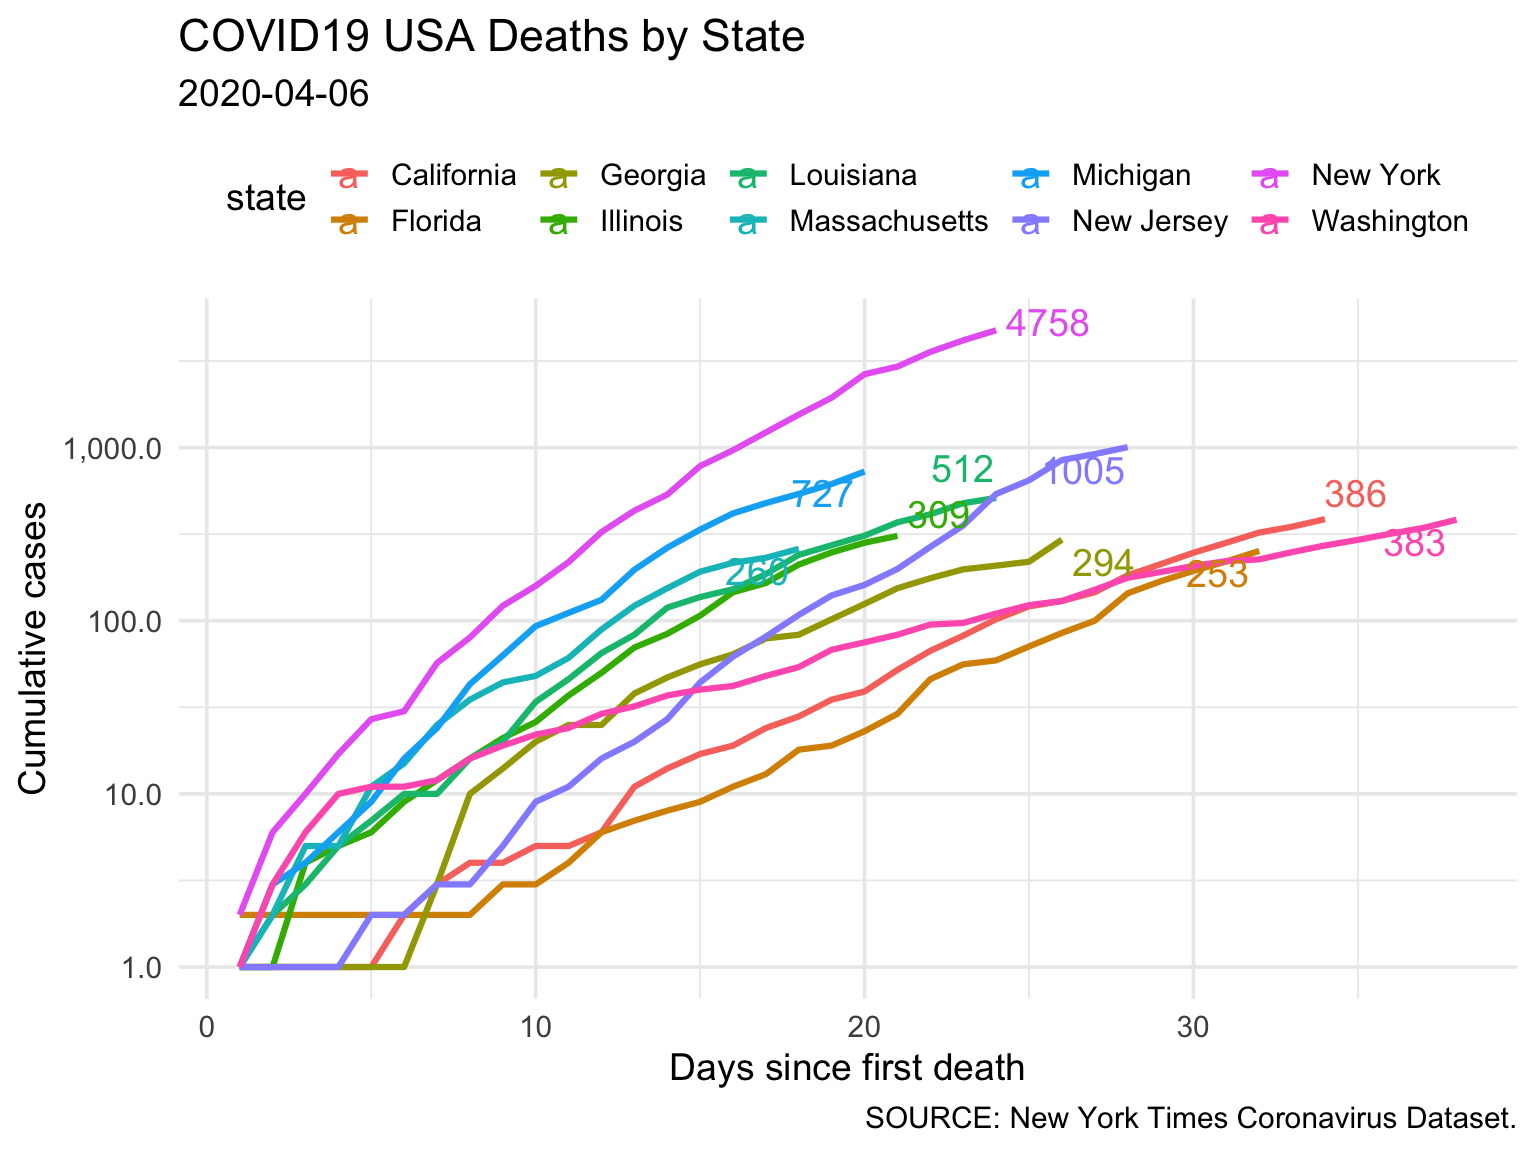 COVID19 USA Deaths by State
2020-04-06
state
a California a Georgia a Louisiana a Michigan a New York
a Florida a Illinois a Massachusetts a New Jersey a Washington
4758
1,000.0
512
1005
727
386
309
383
260
294
253
100.0
10.0
1.0
Cumulative cases
0 10 20 30
Days since first death
SOURCE: New York Times Coronavirus Dataset.